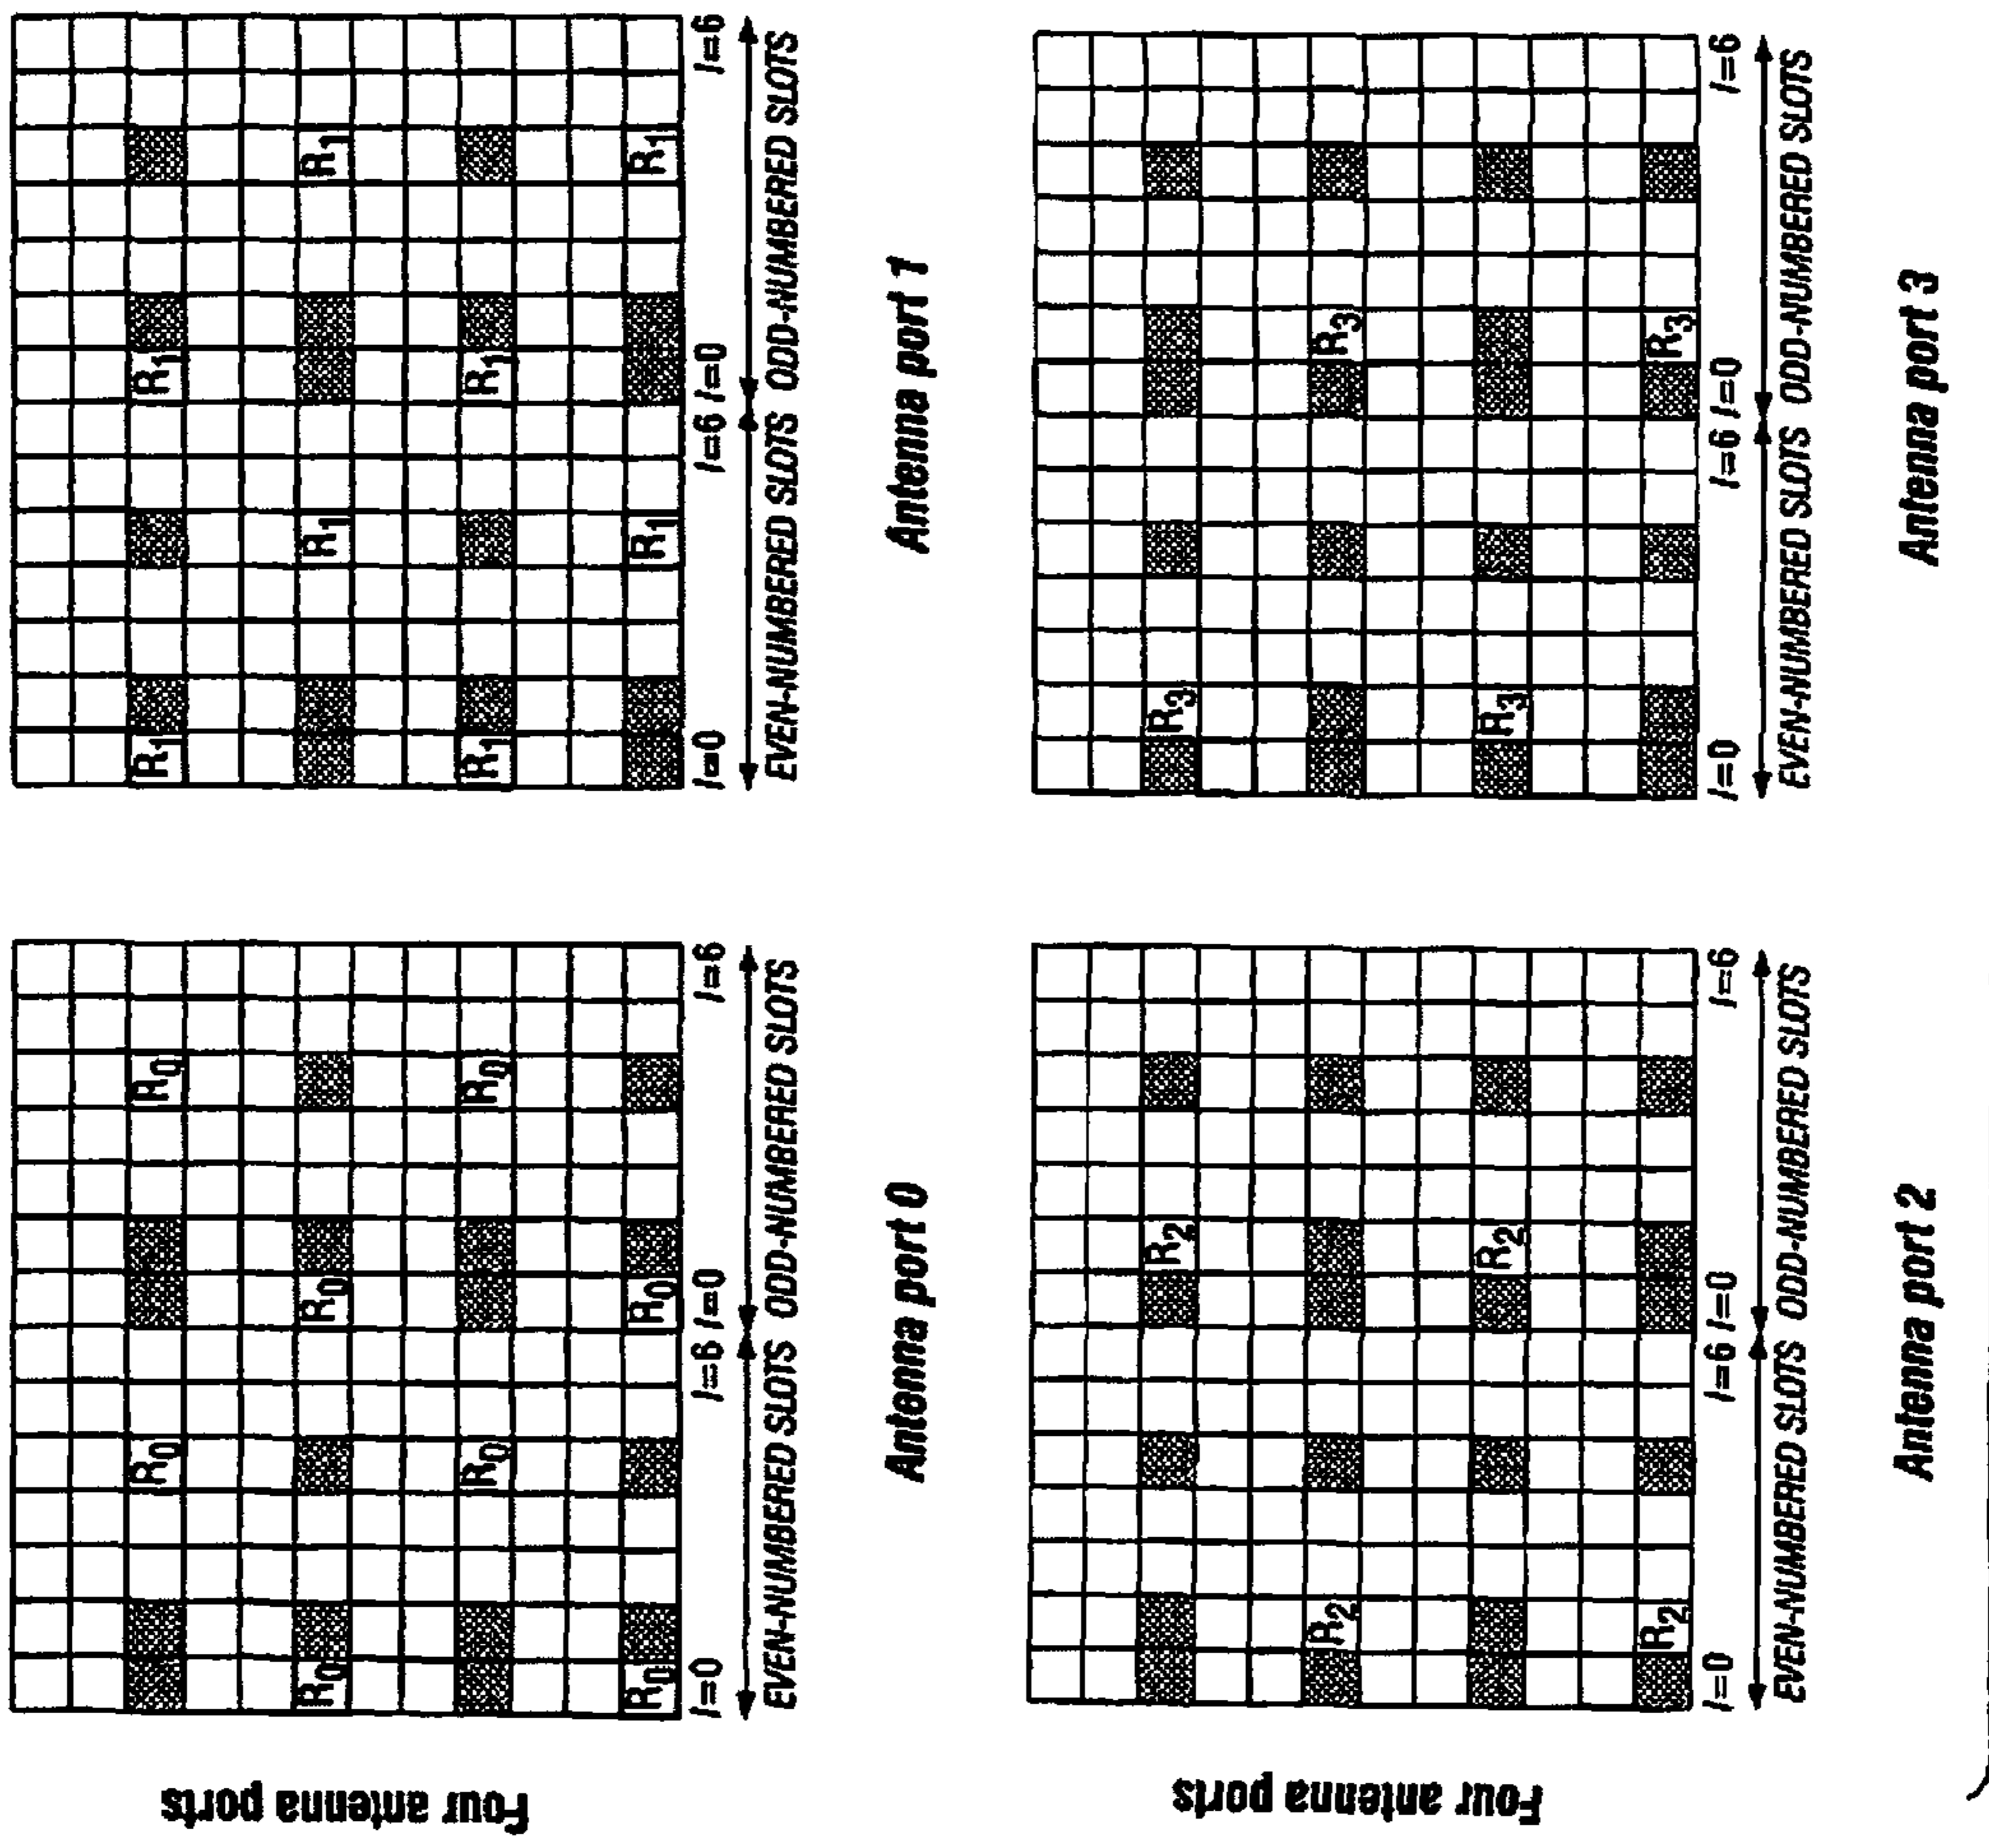 Four antenna ports
R0 R0
R0 R0
R0 R0
R0 R0
l=0 l=6 l=0 l=6
EVEN-NUMBERED SLOTS ODD-NUMBERED SLOTS
Antenna port 0
R1 R1
R1 R1
R1 R1
R1 R1
l=0 l=6 l=0 l=6
EVEN-NUMBERED SLOTS ODD-NUMBERED SLOTS
Antenna port 1
Four antenna ports
R2
R2
R2
R2
l=0 l=6 l=0 l=6
EVEN-NUMBERED SLOTS ODD-NUMBERED SLOTS
Antenna port 2
R3
R3
R3
R3
l=0 l=6 l=0 l=6
EVEN-NUMBERED SLOTS ODD-NUMBERED SLOTS
Antenna port 3